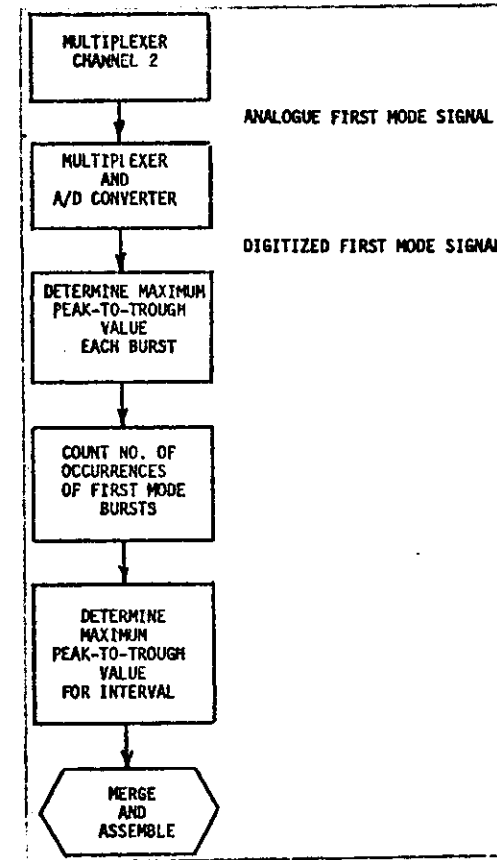 MULTIPLEXER
CHANNEL 2
ANALOGUE FIRST MODE SIGNAL
MULTIPLEXER
AND
A/D CONVERTER
DIGITIZED FIRST MODE SIGNAL
DETERMINE MAXIMUM
PEAK-TO-TROUGH
VALUE
EACH BURST
COUNT NO. OF
OCCURRENCES
OF FIRST MODE
BURSTS
DETERMINE
MAXIMUM
PEAK-TO-TROUGH
VALUE
FOR INTERVAL
MERGE
AND
ASSEMBLE